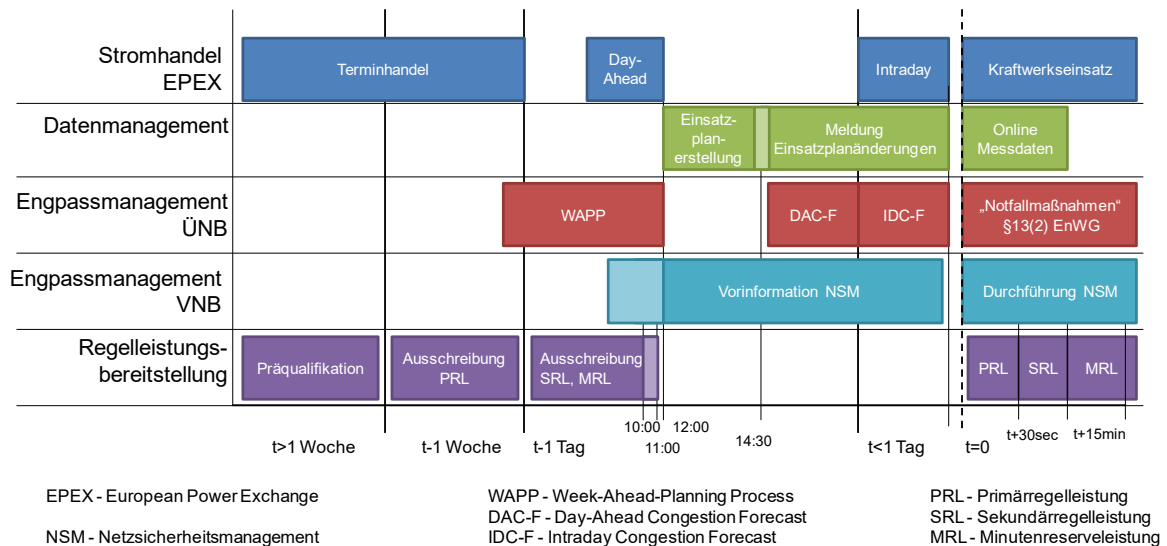 Stromhandel
EPEX
Terminhandel
Day-
Ahead
Intraday
Kraftwerkseinsatz
Datenmanagement
Einsatz-
plan-
erstellung
Meldung
Einsatzplanänderungen
Online
Messdaten
Engpassmanagement
ÜNB
WAPP
DAC-F
IDC-F
„Notfallmaßnahmen“
§13(2) EnWG
Engpassmanagement
VNB
Vorinformation NSM
Durchführung NSM
Regelleistungs-
bereitstellung
Präqualifikation
Ausschreibung
PRL
Ausschreibung
SRL, MRL
PRL
SRL
MRL
10:00
12:00
11:00
14:30
t>1 Woche
t-1 Woche
t-1 Tag
t<1 Tag
t=0
t+30sec
t+15min
EPEX - European Power Exchange
NSM - Netzsicherheitsmanagement
WAPP - Week-Ahead-Planning Process
DAC-F - Day-Ahead Congestion Forecast
IDC-F - Intraday Congestion Forecast
PRL - Primärregelleistung
SRL - Sekundärregelleistung
MRL - Minutenreserveleistung